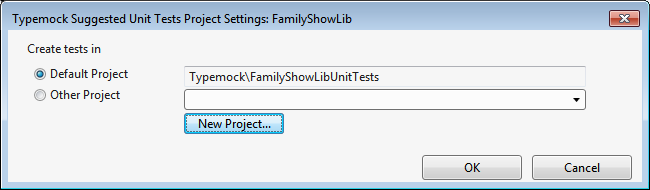 Typemock Suggested Unit Tests Project Settings: FamilyShowLib
Create tests in
Default Project Typemock\FamilyShowLibUnitTests
Other Project
New Project...
OK Cancel